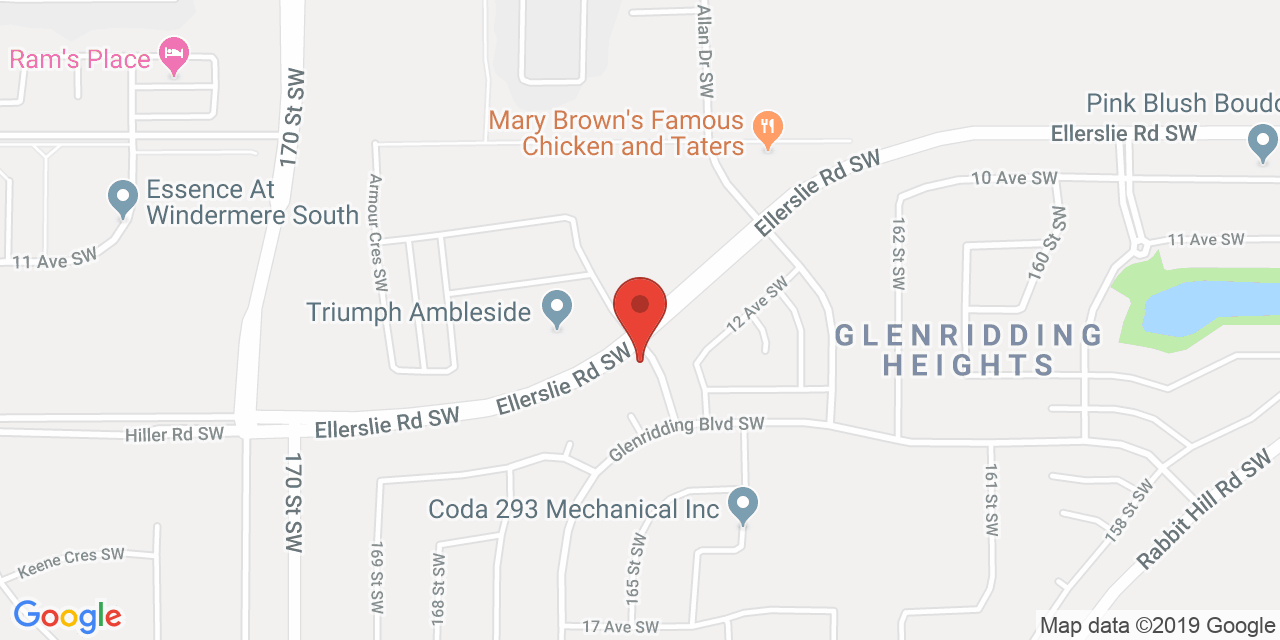 Allan Dr SW
Ram's Place
170 St SW
Pink Blush Boudo
Mary Brown's Famous
Chicken and Taters
Ellerslie Rd SW
Ellerslie Rd SW
Essence At
Windermere South
Armour Cres SW
10 Ave SW
162 St SW
160 St SW
11 Ave SW
11 Ave SW
Triumph Ambleside
12 Ave SW
GLENRIDDING
HEIGHTS
Ellerslie Rd SW
Ellerslie Rd SW
Hiller Rd SW
Glenridding Blvd SW
170 St SW
161 St SW
158 St SW
Rabbit Hill Rd SW
Coda 293 Mechanical Inc
169 St SW
168 St SW
165 St SW
Keene Cres SW
17 Ave SW
Google
Map data ©2019 Google